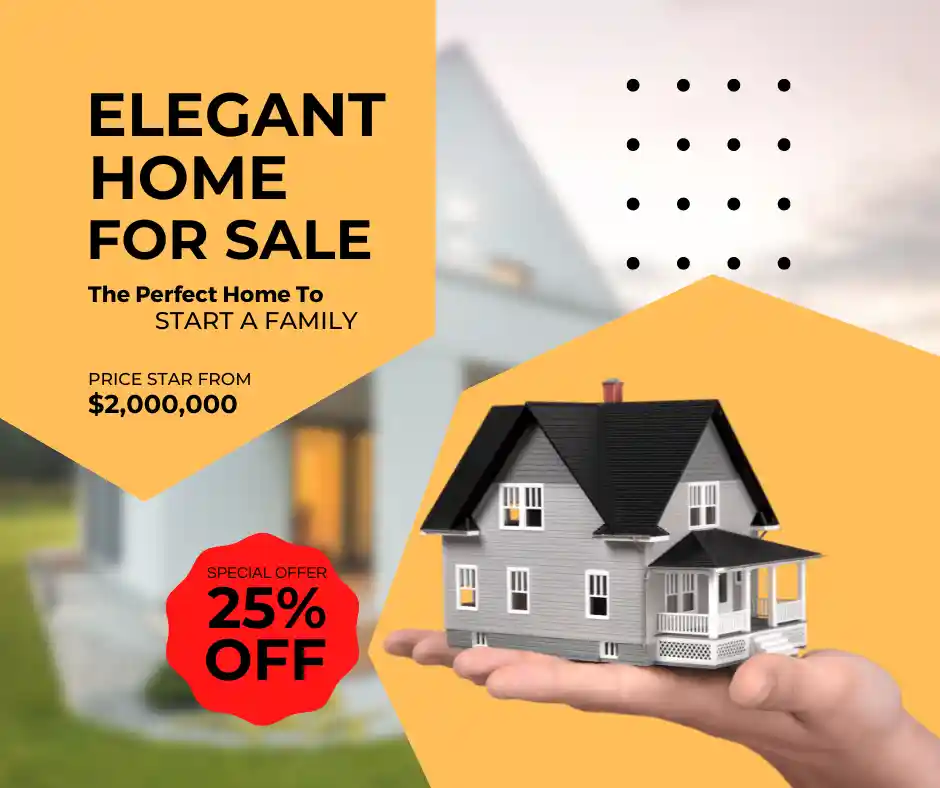 ELEGANT
HOME
FOR SALE
The Perfect Home To
START A FAMILY
PRICE STAR FROM
$2,000,000
SPECIAL OFFER
25%
OFF